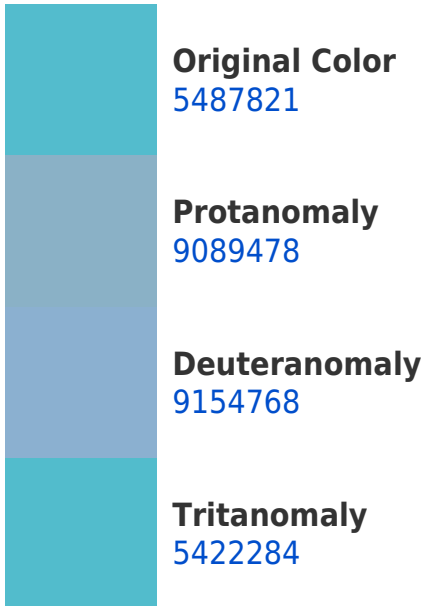 Original Color
5487821
Protanomaly
9089478
Deuteranomaly
9154768
Tritanomaly
5422284